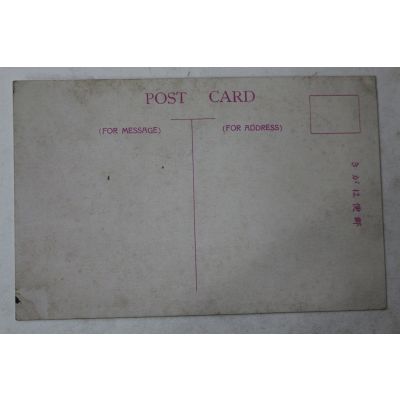 POST CARD
(FOR MESSAGE)
(FOR ADDRESS)
きがは便郵